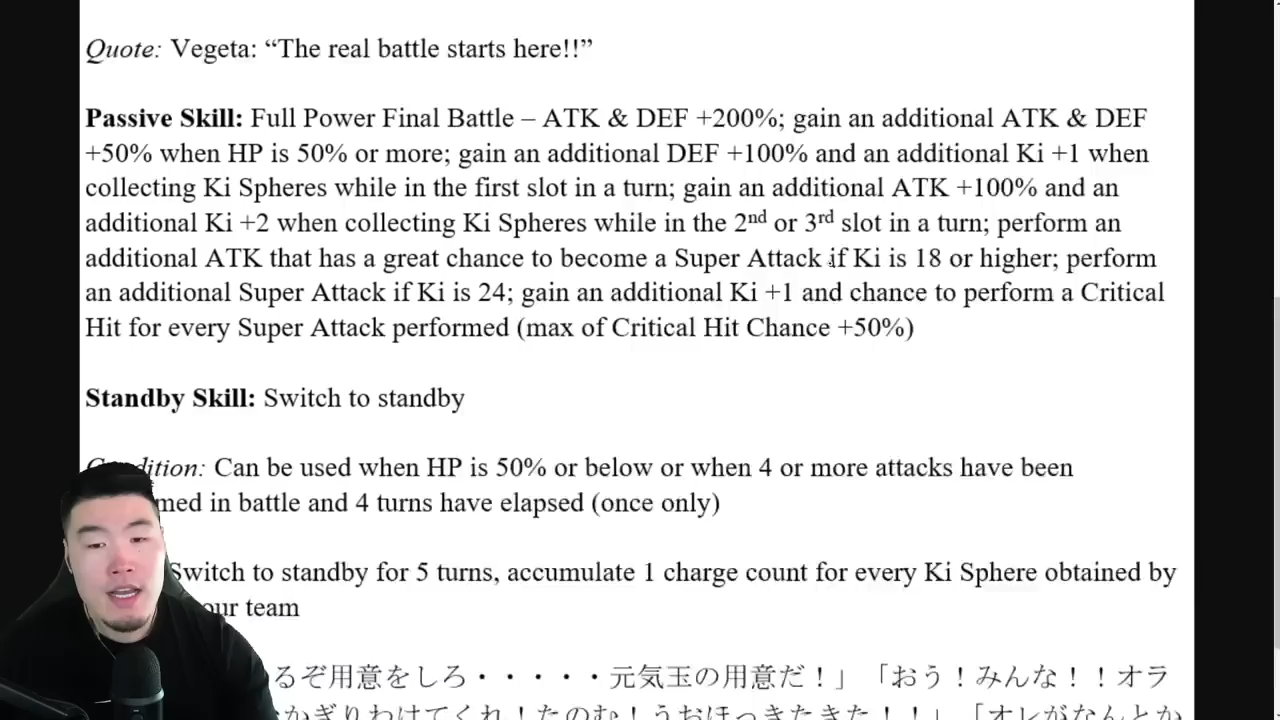 Quote: Vegeta: “The real battle starts here!!”
Passive Skill: Full Power Final Battle – ATK & DEF +200%; gain an additional ATK & DEF
+50% when HP is 50% or more; gain an additional DEF +100% and an additional Ki +1 when
collecting Ki Spheres while in the first slot in a turn; gain an additional ATK +100% and an
additional Ki +2 when collecting Ki Spheres while in the 2nd or 3rd slot in a turn; perform an
additional ATK that has a great chance to become a Super Attack if Ki is 18 or higher; perform
an additional Super Attack if Ki is 24; gain an additional Ki +1 and chance to perform a Critical
Hit for every Super Attack performed (max of Critical Hit Chance +50%)
Standby Skill: Switch to standby
Condition: Can be used when HP is 50% or below or when 4 or more attacks have been
med in battle and 4 turns have elapsed (once only)
Switch to standby for 5 turns, accumulate 1 charge count for every Ki Sphere obtained by
our team
るぞ用意をしろ・・・・・元気玉の用意だ！」「おう！みんな！！オラ
かぎりわけてくれ！たのむ！うおほっきたきた！！」「オレがなんとか